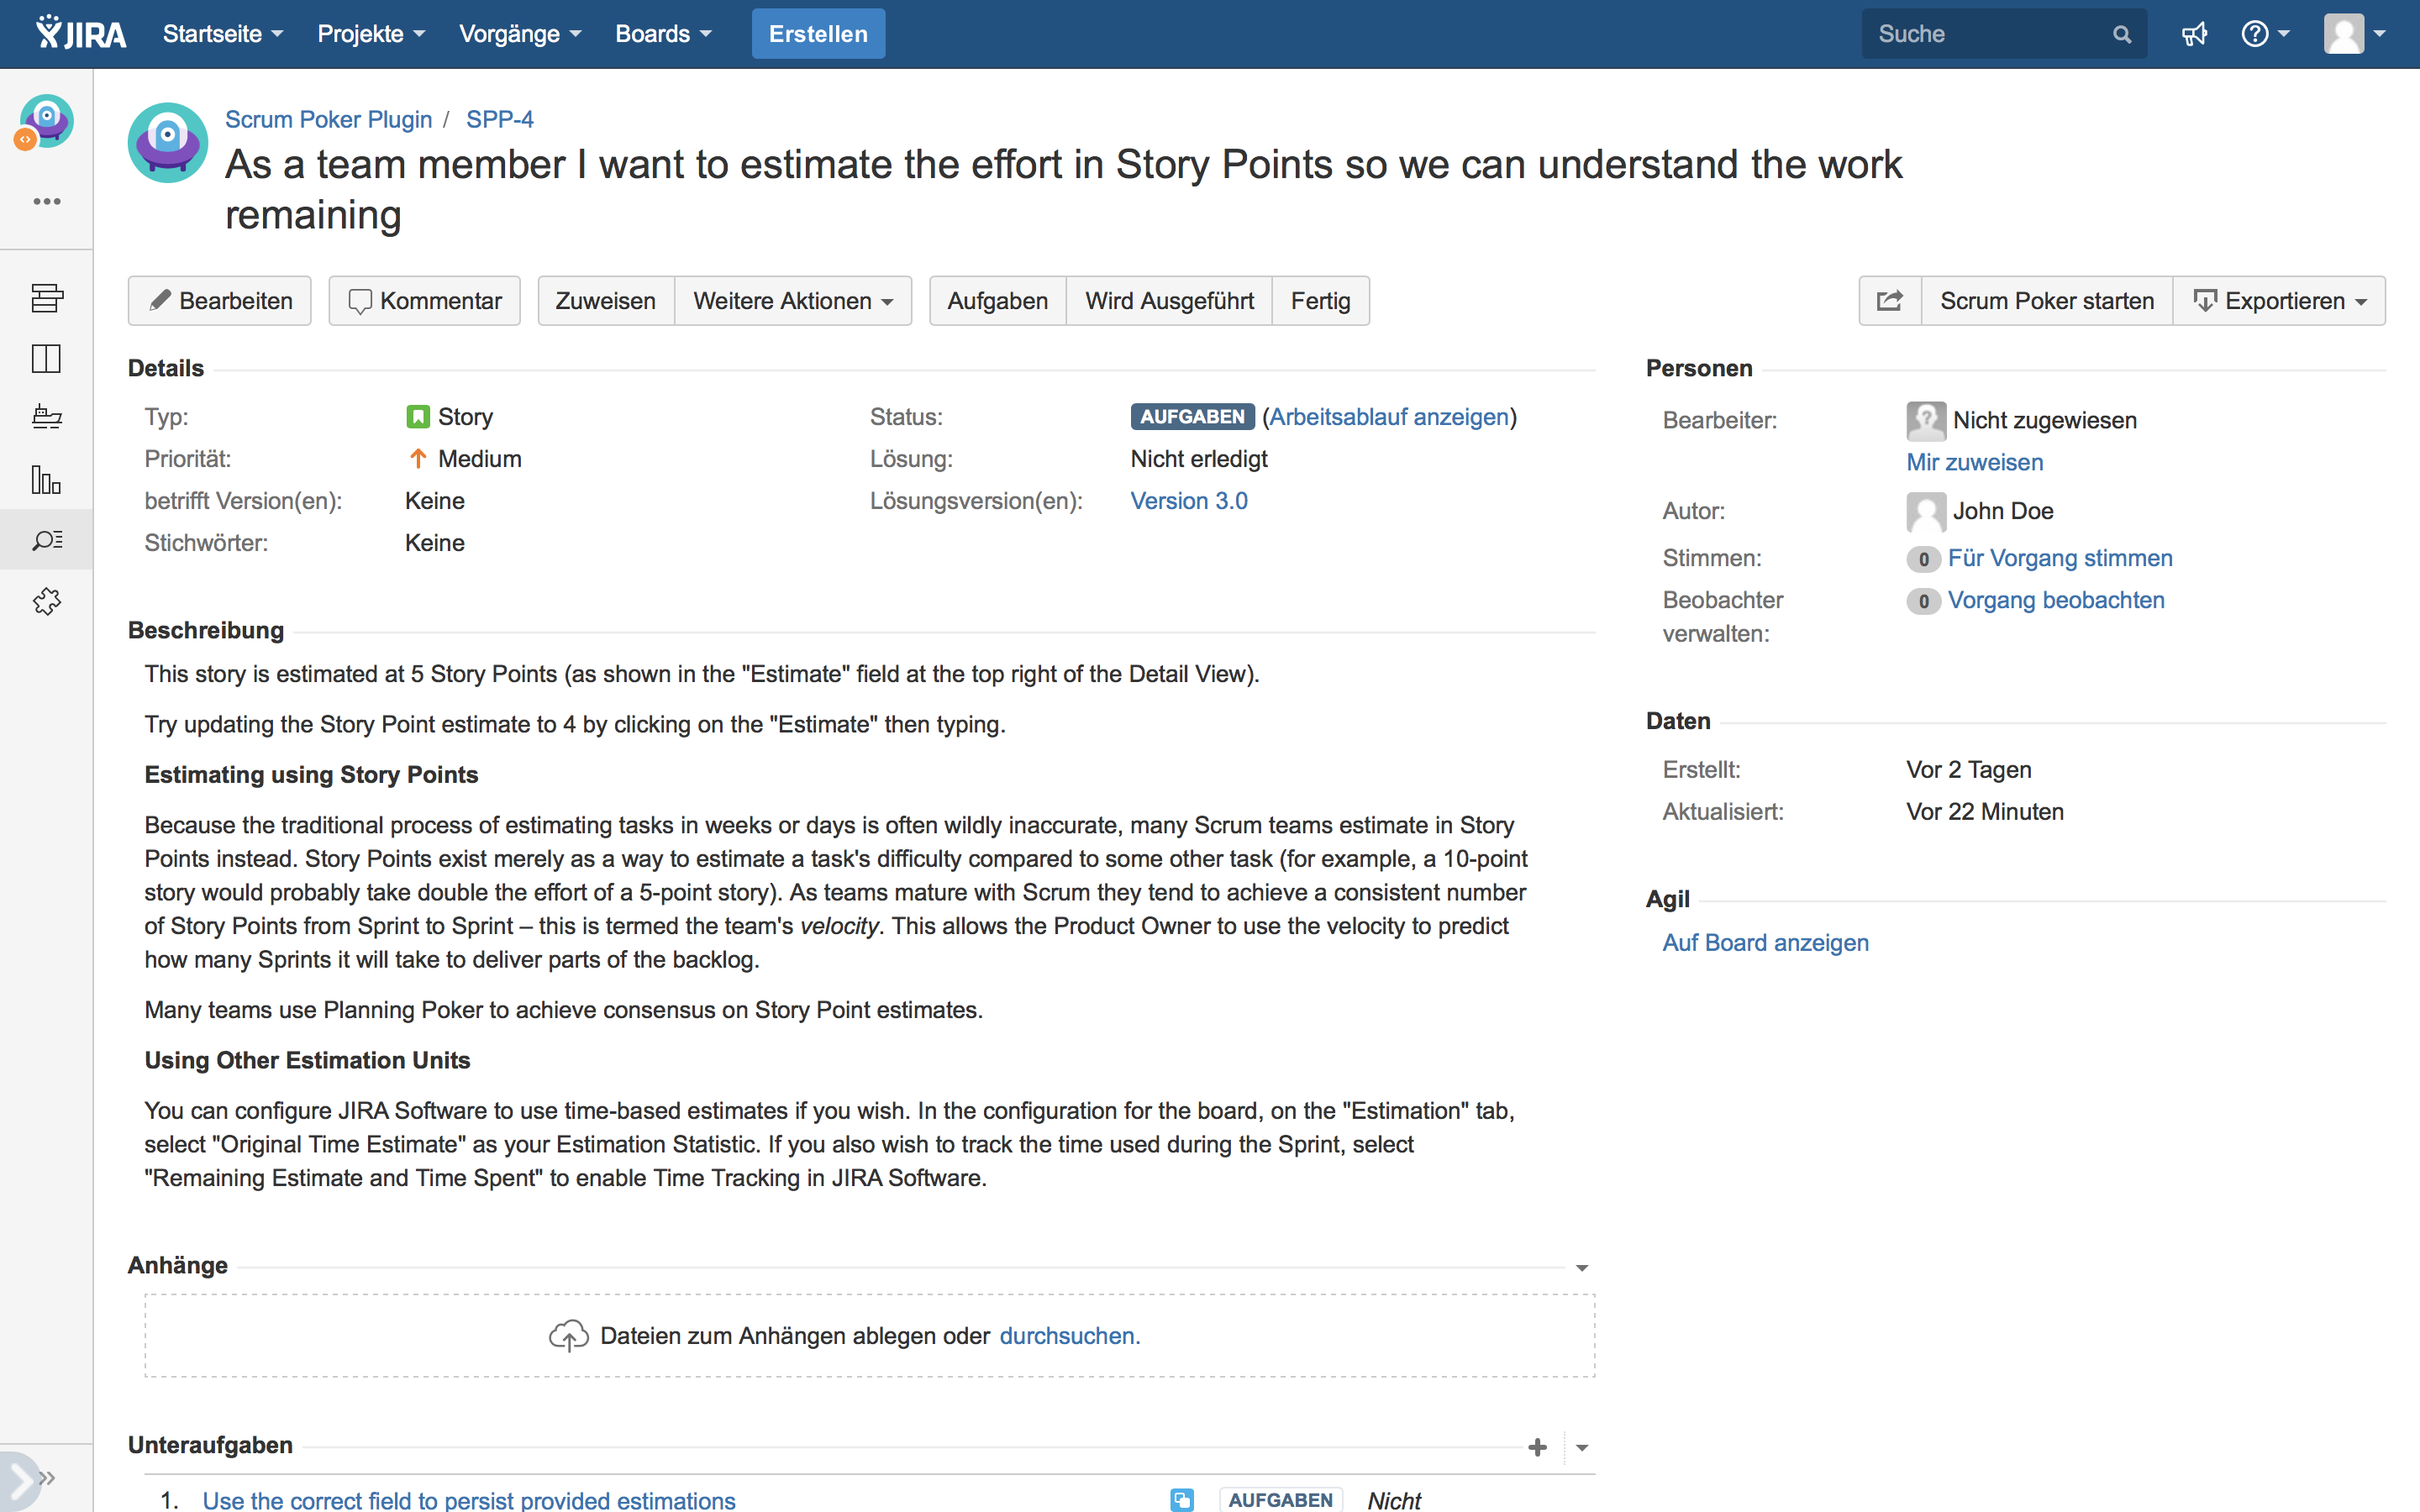 JIRA Startseite Projekte Vorgänge Boards Erstellen Suche
Scrum Poker Plugin / SPP-4
As a team member I want to estimate the effort in Story Points so we can understand the work
remaining
Bearbeiten Kommentar Zuweisen Weitere Aktionen Aufgaben Wird Ausgeführt Fertig Scrum Poker starten Exportieren
Details
Typ: Story Status: AUFGABEN (Arbeitsablauf anzeigen)
Priorität: Medium Lösung: Nicht erledigt
betrifft Version(en): Keine Lösungsversion(en): Version 3.0
Stichwörter: Keine
Beschreibung
This story is estimated at 5 Story Points (as shown in the "Estimate" field at the top right of the Detail View).
Try updating the Story Point estimate to 4 by clicking on the "Estimate" then typing.
Estimating using Story Points
Because the traditional process of estimating tasks in weeks or days is often wildly inaccurate, many Scrum teams estimate in Story
Points instead. Story Points exist merely as a way to estimate a task's difficulty compared to some other task (for example, a 10-point
story would probably take double the effort of a 5-point story). As teams mature with Scrum they tend to achieve a consistent number
of Story Points from Sprint to Sprint – this is termed the team's velocity. This allows the Product Owner to use the velocity to predict
how many Sprints it will take to deliver parts of the backlog.
Many teams use Planning Poker to achieve consensus on Story Point estimates.
Using Other Estimation Units
You can configure JIRA Software to use time-based estimates if you wish. In the configuration for the board, on the "Estimation" tab,
select "Original Time Estimate" as your Estimation Statistic. If you also wish to track the time used during the Sprint, select
"Remaining Estimate and Time Spent" to enable Time Tracking in JIRA Software.
Anhänge
Dateien zum Anhängen ablegen oder durchsuchen.
Unteraufgaben
1. Use the correct field to persist provided estimations AUFGABEN Nicht
Personen
Bearbeiter: Nicht zugewiesen
Mir zuweisen
Autor: John Doe
Stimmen: 0 Für Vorgang stimmen
Beobachter 0 Vorgang beobachten
verwalten:
Daten
Erstellt: Vor 2 Tagen
Aktualisiert: Vor 22 Minuten
Agil
Auf Board anzeigen